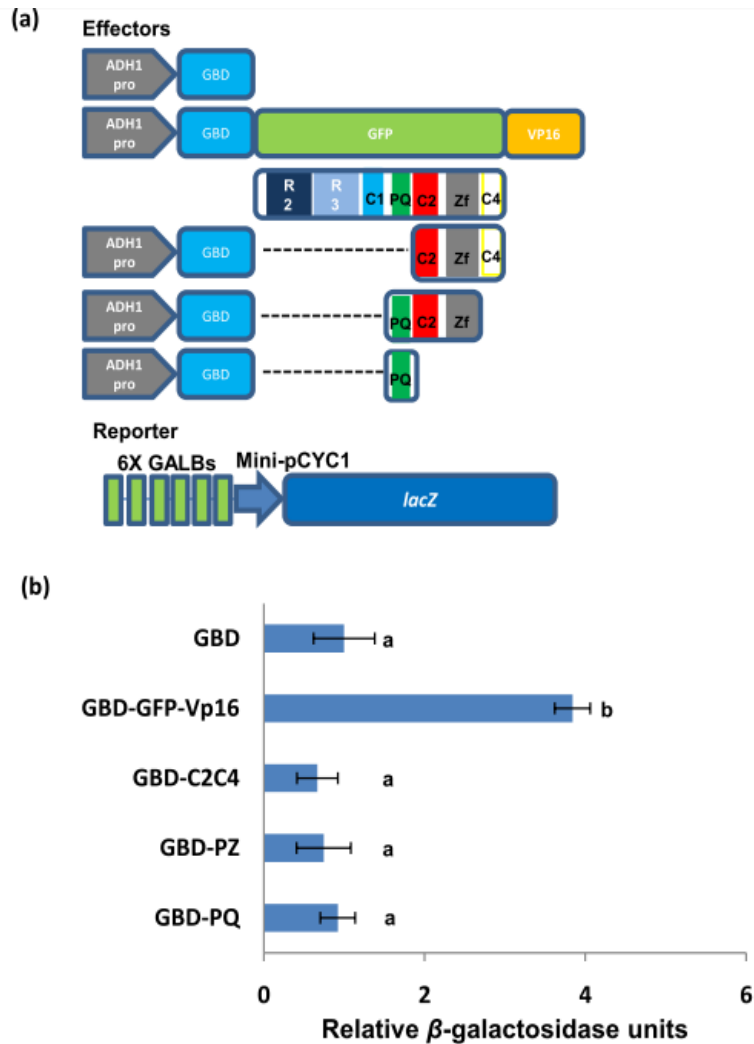 (a)
Effectors
ADH1 pro GBD
ADH1 pro GBD GFP VP16
R2 R3 C1 PQ C2 Zf C4
ADH1 pro GBD C2 Zf C4
ADH1 pro GBD PQ C2 Zf
ADH1 pro GBD PQ
Reporter
6X GALBs Mini-pCYC1
lacZ
(b)
GBD a
GBD-GFP-Vp16 b
GBD-C2C4 a
GBD-PZ a
GBD-PQ a
0 2 4 6
Relative β-galactosidase units